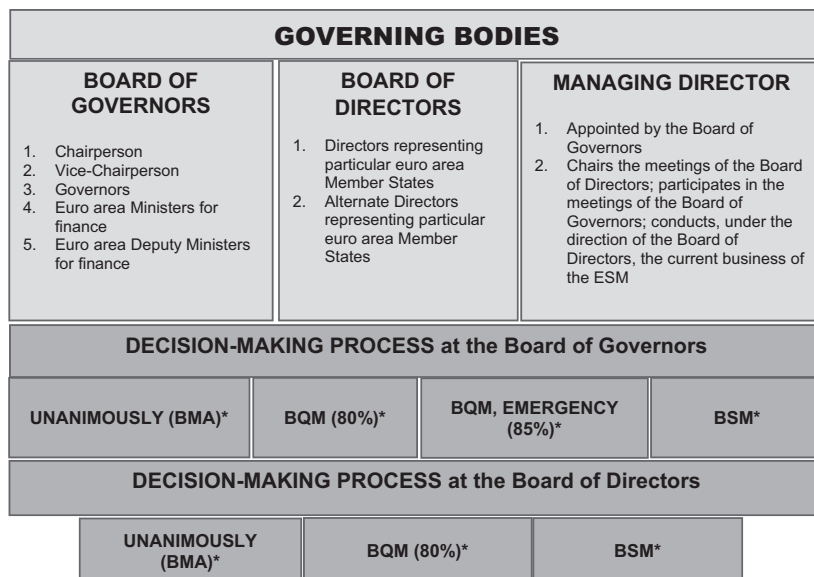 GOVERNING BODIES
BOARD OF
GOVERNORS
1. Chairperson
2. Vice-Chairperson
3. Governors
4. Euro area Ministers for
finance
5. Euro area Deputy Ministers
for finance
BOARD OF
DIRECTORS
1. Directors representing
particular euro area
Member States
2. Alternate Directors
representing particular
euro area Member
States
MANAGING DIRECTOR
1. Appointed by the Board of
Governors
2. Chairs the meetings of the Board
of Directors; participates in the
meetings of the Board of
Governors; conducts, under the
direction of the Board of
Directors, the current business of
the ESM
DECISION-MAKING PROCESS at the Board of Governors
UNANIMOUSLY (BMA)*
BQM (80%)*
BQM, EMERGENCY
(85%)*
BSM*
DECISION-MAKING PROCESS at the Board of Directors
UNANIMOUSLY
(BMA)*
BQM (80%)*
BSM*